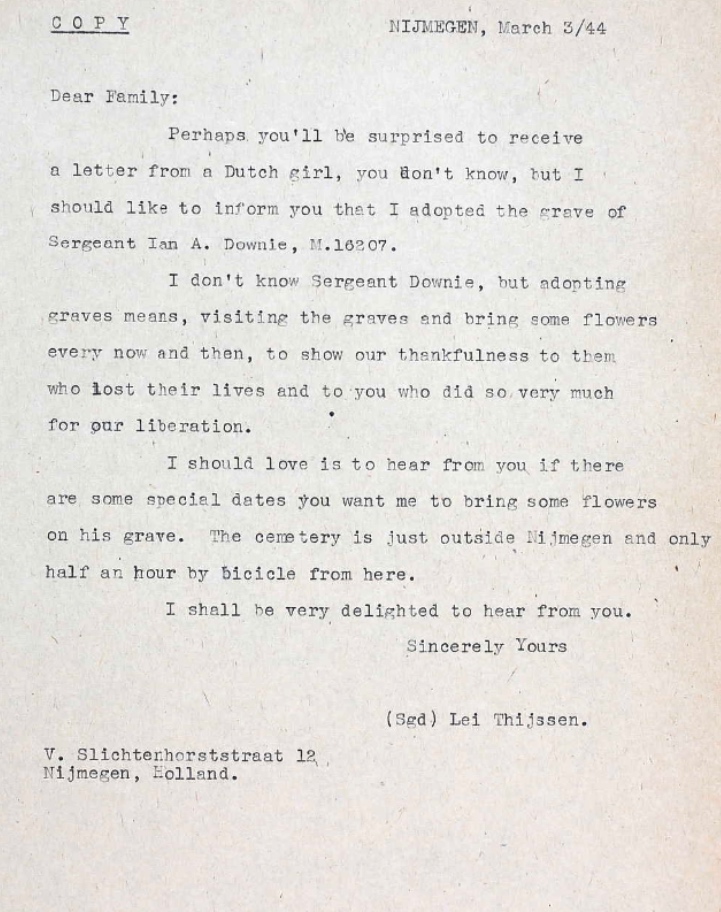 C O P Y
NIJMEGEN, March 3/44
Dear Family:
Perhaps you'll be surprised to receive
a letter from a Dutch girl, you don't know, but I
should like to inform you that I adopted the grave of
Sergeant Ian A. Downie, M.16207.
I don't know Sergeant Downie, but adopting
graves means, visiting the graves and bring some flowers
every now and then, to show our thankfulness to them
who lost their lives and to you who did so very much
for our liberation.
I should love is to hear from you if there
are some special dates you want me to bring some flowers
on his grave. The cemetery is just outside Nijmegen and only
half an hour by bicicle from here.
I shall be very delighted to hear from you.
Sincerely Yours
(Sgd) Lei Thijssen.
V. Slichtenhorststraat 12
Nijmegen, Holland.